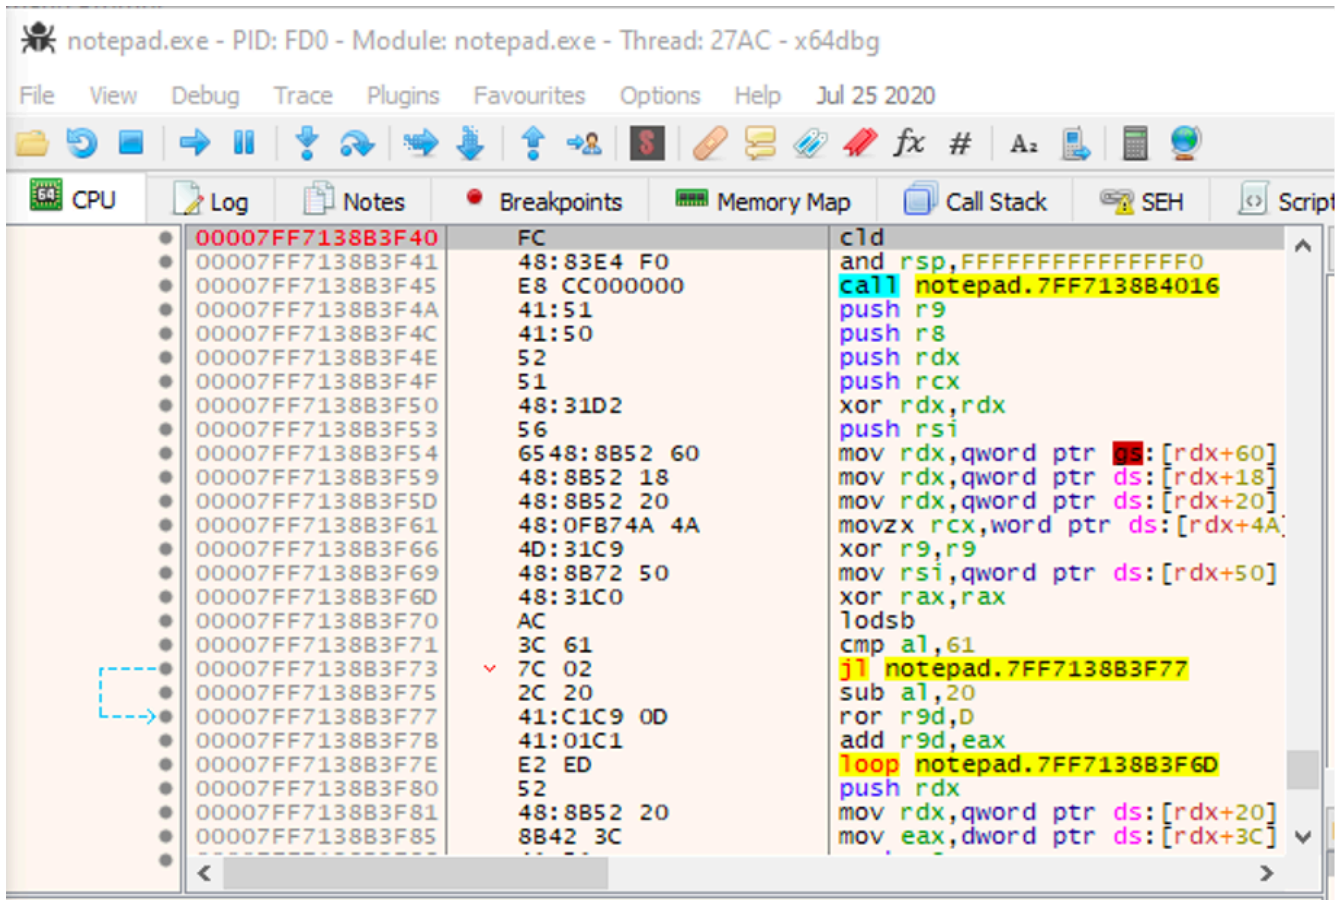 notepad.exe - PID: FD0 - Module: notepad.exe - Thread: 27AC - x64dbg
File View Debug Trace Plugins Favourites Options Help Jul 25 2020
S fx # A2
64 CPU Log Notes Breakpoints Memory Map Call Stack SEH Script
00007FF7138B3F40 FC cld
00007FF7138B3F41 48:83E4 F0 and rsp,FFFFFFFFFFFFFFF0
00007FF7138B3F45 E8 CC000000 call notepad.7FF7138B4016
00007FF7138B3F4A 41:51 push r9
00007FF7138B3F4C 41:50 push r8
00007FF7138B3F4E 52 push rdx
00007FF7138B3F4F 51 push rcx
00007FF7138B3F50 48:31D2 xor rdx,rdx
00007FF7138B3F53 56 push rsi
00007FF7138B3F54 6548:8B52 60 mov rdx,qword ptr gs:[rdx+60]
00007FF7138B3F59 48:8B52 18 mov rdx,qword ptr ds:[rdx+18]
00007FF7138B3F5D 48:8B52 20 mov rdx,qword ptr ds:[rdx+20]
00007FF7138B3F61 48:0FB74A 4A movzx rcx,word ptr ds:[rdx+4A]
00007FF7138B3F66 4D:31C9 xor r9,r9
00007FF7138B3F69 48:8B72 50 mov rsi,qword ptr ds:[rdx+50]
00007FF7138B3F6D 48:31C0 xor rax,rax
00007FF7138B3F70 AC lodsb
00007FF7138B3F71 3C 61 cmp al,61
00007FF7138B3F73 7C 02 jl notepad.7FF7138B3F77
00007FF7138B3F75 2C 20 sub al,20
00007FF7138B3F77 41:C1C9 0D ror r9d,D
00007FF7138B3F7B 41:01C1 add r9d,eax
00007FF7138B3F7E E2 ED loop notepad.7FF7138B3F6D
00007FF7138B3F80 52 push rdx
00007FF7138B3F81 48:8B52 20 mov rdx,qword ptr ds:[rdx+20]
00007FF7138B3F85 8B42 3C mov eax,dword ptr ds:[rdx+3C]